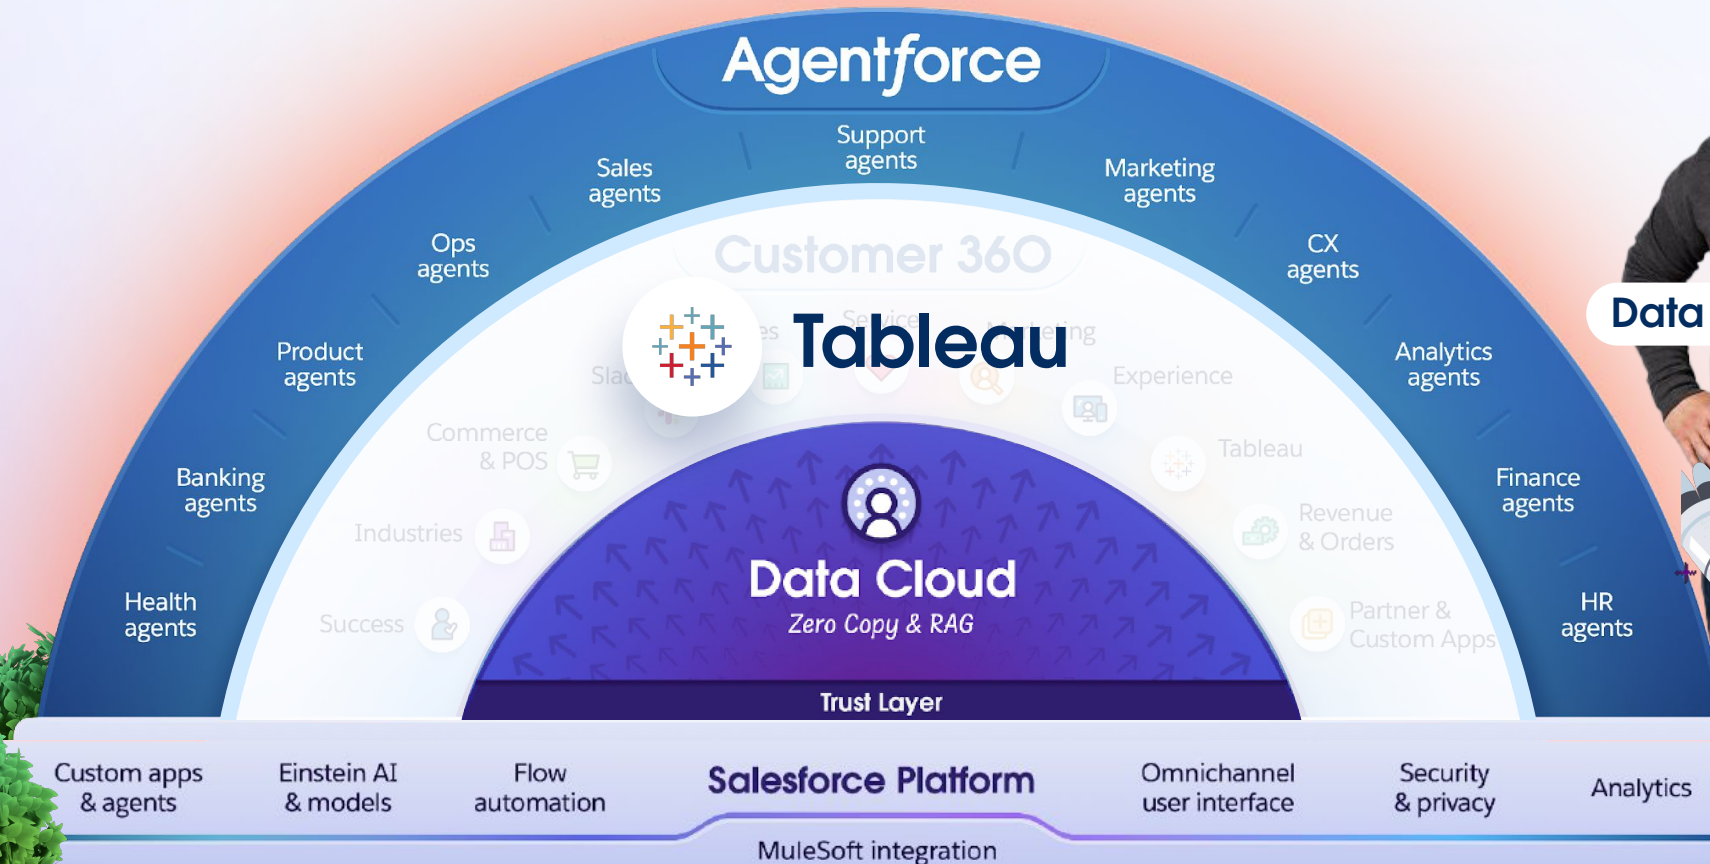 Agentforce
Support
agents
Sales
agents
Marketing
agents
Ops
agents
CX
agents
Product
agents
Analytics
agents
Banking
agents
Finance
agents
Health
agents
HR
agents
Customer 360
Tableau
Service
Marketing
Experience
Commerce
& POS
Tableau
Industries
Revenue
& Orders
Success
Partner &
Custom Apps
Data Cloud
Zero Copy & RAG
Trust Layer
Data
Custom apps
& agents
Einstein AI
& models
Flow
automation
Salesforce Platform
Omnichannel
user interface
Security
& privacy
Analytics
MuleSoft integration